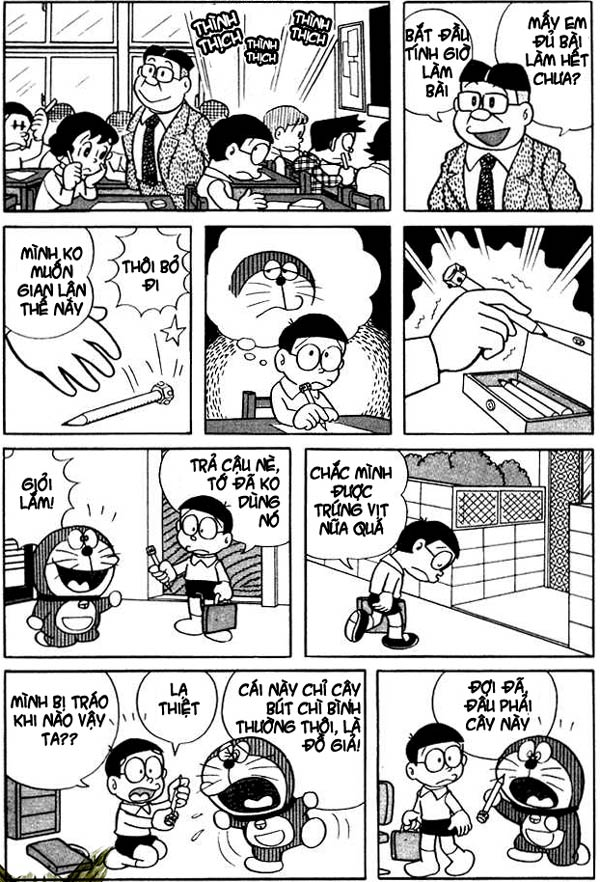 MẤY EM
ĐỦ BÀI
LÀM HẾT
CHƯA?
BẮT ĐẦU
TÍNH GIỜ
LÀM
BÀI
THÌNH
THỊCH
THÌNH
THỊCH
THÌNH
THỊCH
THÔI BỎ
ĐI
MÌNH KO
MUỐN
GIAN LẬN
THẾ NÀY
CHẮC MÌNH
ĐƯỢC
TRỨNG VỊT
NỮA QUÁ
TRẢ CẬU NÈ,
TỚ ĐÃ KO
DÙNG
NÓ
GIỎI
LẮM!
ĐỢI ĐÃ,
ĐÂU PHẢI
CÂY NÀY
CÁI NÀY CHỈ CÂY
BÚT CHÌ BÌNH
THƯỜNG THÔI, LÀ
ĐỒ GIẢ!
LẠ
THIỆT
MÌNH BỊ TRÁO
KHI NÀO VẬY
TA??